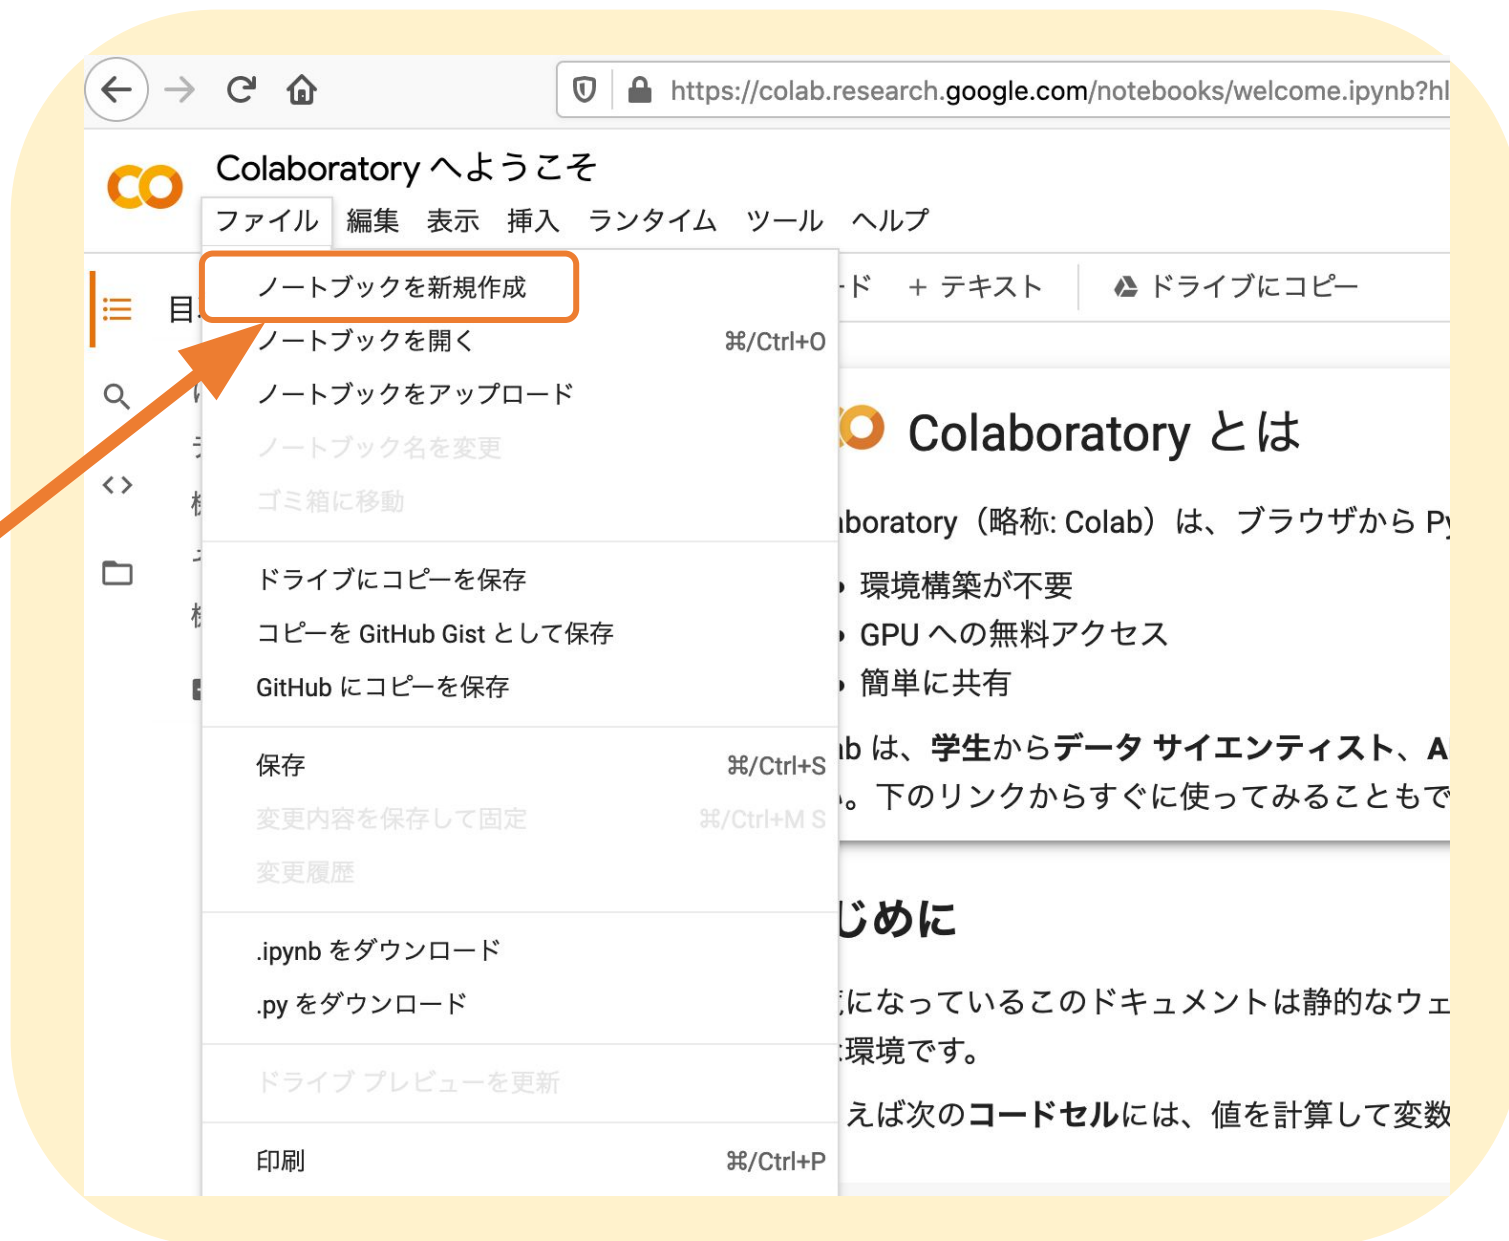 https://colab.research.google.com/notebooks/welcome.ipynb?hl
Colaboratory へようこそ
ファイル 編集 表示 挿入 ランタイム ツール ヘルプ
ノートブックを新規作成
ノートブックを開く ⌘/Ctrl+O
ノートブックをアップロード
ノートブック名を変更
ゴミ箱に移動
ドライブにコピーを保存
コピーを GitHub Gist として保存
GitHub にコピーを保存
保存 ⌘/Ctrl+S
変更内容を保存して固定 ⌘/Ctrl+M S
変更履歴
.ipynb をダウンロード
.py をダウンロード
ドライブ プレビューを更新
印刷 ⌘/Ctrl+P
目
ード + テキスト ドライブにコピー
Colaboratory とは
boratory（略称: Colab）は、ブラウザから Py
• 環境構築が不要
• GPU への無料アクセス
• 簡単に共有
ab は、学生からデータ サイエンティスト、A
。下のリンクからすぐに使ってみることもで
じめに
になっているこのドキュメントは静的なウェ
環境です。
えば次のコードセルには、値を計算して変数